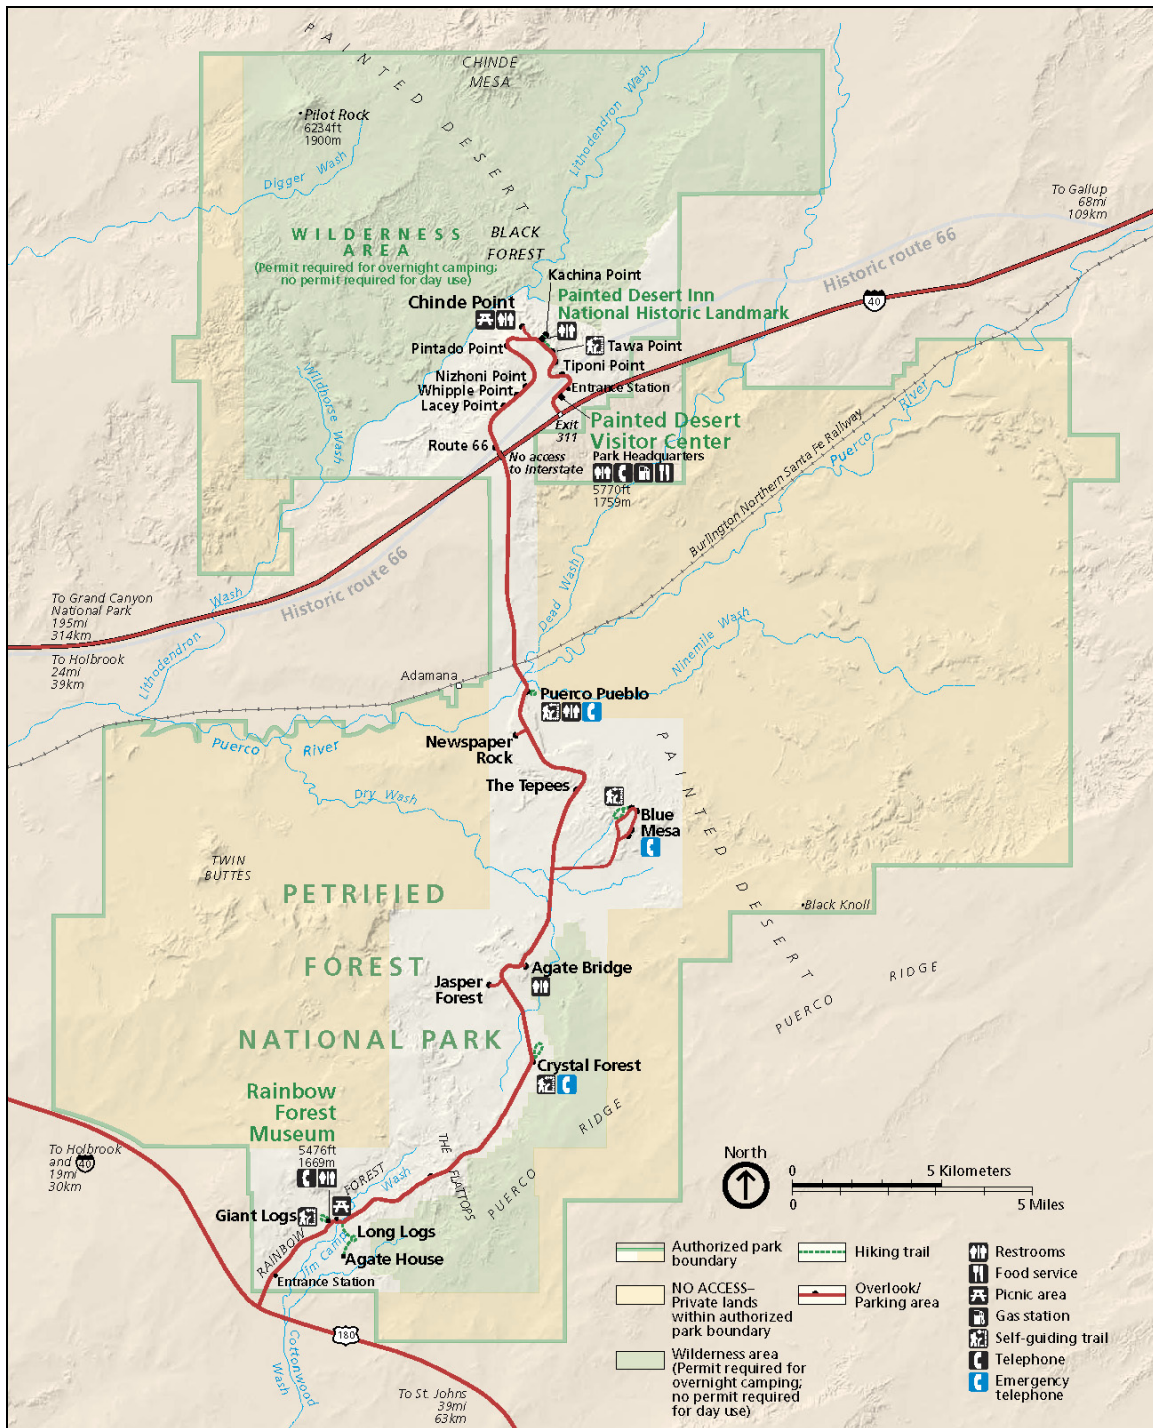 PAINTED DESERT
CHINDE
MESA
Pilot Rock
6234ft
1900m
Digger Wash
Lithodendron Wash
To Gallup
68mi
109km
WILDERNESS
AREA
(Permit required for overnight camping;
no permit required for day use)
BLACK
FOREST
Historic route 66
40
Kachina Point
Painted Desert Inn
National Historic Landmark
Chinde Point
Pintado Point
Tawa Point
Tiponi Point
Nizhoni Point
Whipple Point
Lacey Point
Entrance Station
Wildhorse Wash
Painted Desert
Visitor Center
Exit
311
Park Headquarters
5770ft
1759m
Route 66
No access
to Interstate
Burlington Northern Santa Fe Railway
Puerco River
Dead Wash
Historic route 66
To Grand Canyon
National Park
195mi
314km
To Holbrook
24mi
39km
Lithodendron Wash
Adamana
Ninemile Wash
Puerco Pueblo
Puerco River
Newspaper
Rock
The Tepees
Dry Wash
Blue
Mesa
PAINTED DESERT
TWIN
BUTTES
Black Knoll
PETRIFIED
FOREST
NATIONAL PARK
Agate Bridge
Jasper
Forest
PUERCO RIDGE
Crystal Forest
Rainbow
Forest
Museum
5476ft
1669m
PUERCO RIDGE
THE FLATTOPS
To Holbrook
and 40
19mi
30km
RAINBOW FOREST
Giant Logs
Long Logs
Agate House
Jim Camp Wash
Entrance Station
180
Cottonwood
Wash
To St. Johns
39mi
63km
North
0 5 Kilometers
0 5 Miles
Authorized park
boundary
Hiking trail
NO ACCESS–
Private lands
within authorized
park boundary
Overlook/
Parking area
Wilderness area
(Permit required for
overnight camping;
no permit required
for day use)
Restrooms
Food service
Picnic area
Gas station
Self-guiding trail
Telephone
Emergency
telephone